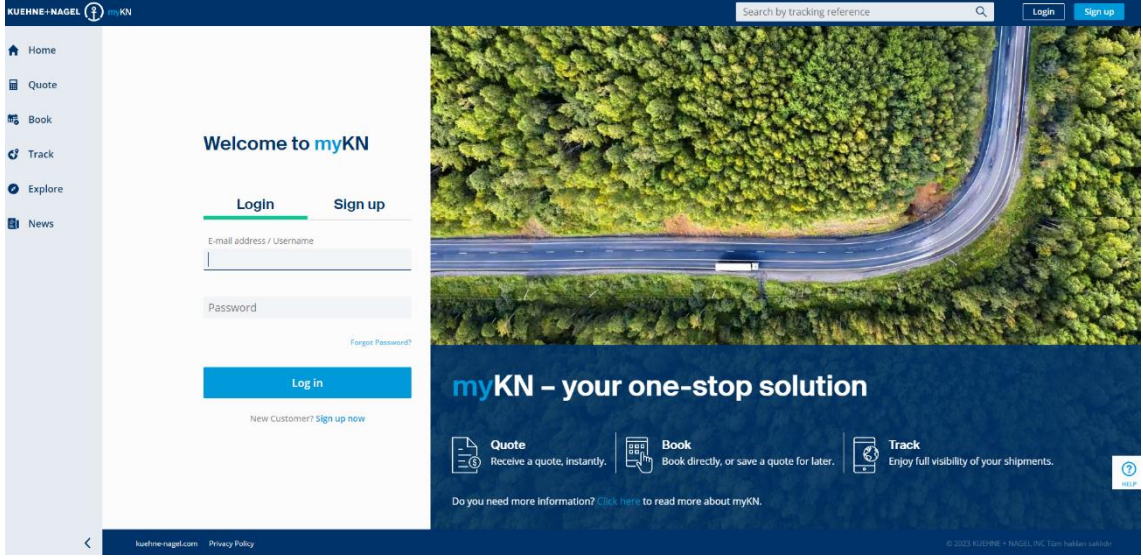 KUEHNE+NAGEL myKN
Search by tracking reference
Login
Sign up
Home
Quote
Book
Track
Explore
News
Welcome to myKN
Login
Sign up
E-mail address / Username
Password
Forgot Password?
Log in
New Customer? Sign up now
myKN – your one-stop solution
Quote
Receive a quote, instantly.
Book
Book directly, or save a quote for later.
Track
Enjoy full visibility of your shipments.
HELP
Do you need more information? Click here to read more about myKN.
kuehne-nagel.com Privacy Policy
© 2023 KUEHNE + NAGEL INC Tüm hakları saklıdır